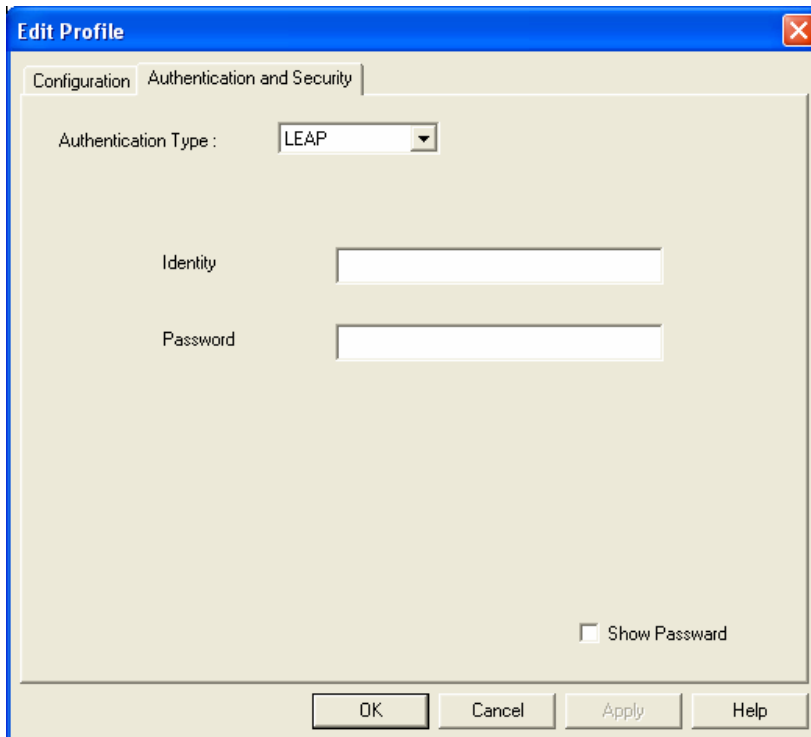 Edit Profile
Configuration Authentication and Security
Authentication Type : LEAP
Identity
Password
Show Passward
OK Cancel Apply Help